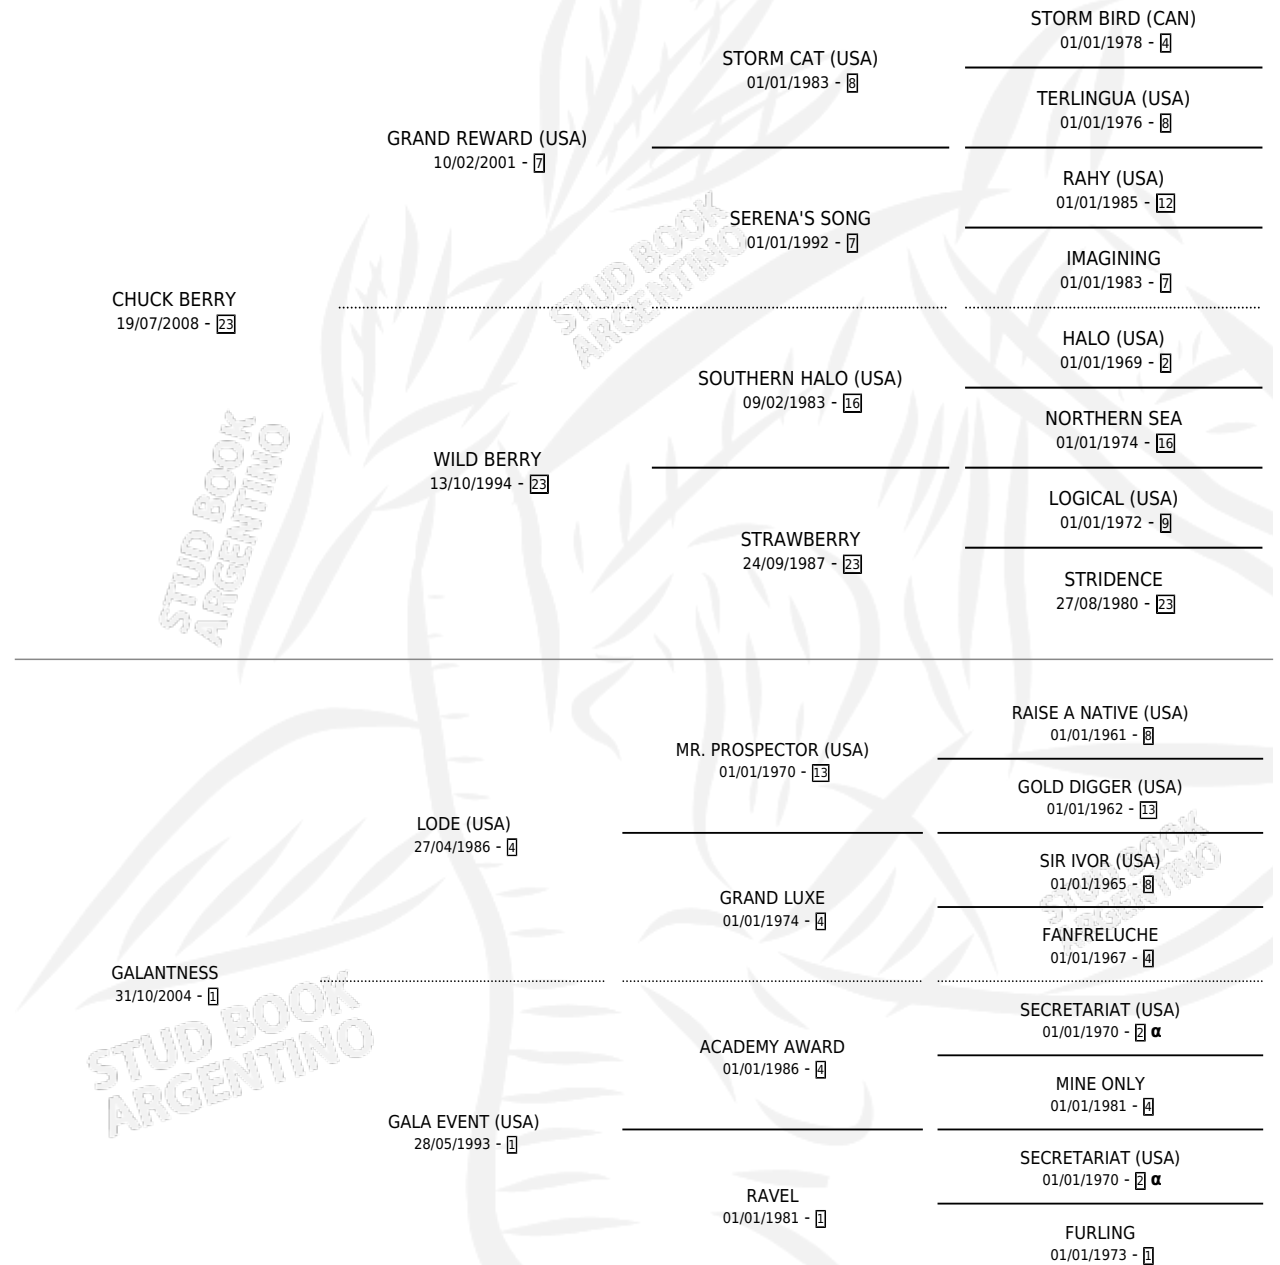 STORM BIRD (CAN)
01/01/1978 - 4
STORM CAT (USA)
01/01/1983 - 8
TERLINGUA (USA)
01/01/1976 - 8
GRAND REWARD (USA)
10/02/2001 - 7
RAHY (USA)
01/01/1985 - 12
SERENA'S SONG
01/01/1992 - 7
IMAGINING
01/01/1983 - 7
CHUCK BERRY
19/07/2008 - 23
HALO (USA)
01/01/1969 - 2
SOUTHERN HALO (USA)
09/02/1983 - 16
NORTHERN SEA
01/01/1974 - 16
WILD BERRY
13/10/1994 - 23
LOGICAL (USA)
01/01/1972 - 9
STRAWBERRY
24/09/1987 - 23
STRIDENCE
27/08/1980 - 23
RAISE A NATIVE (USA)
01/01/1961 - 8
MR. PROSPECTOR (USA)
01/01/1970 - 13
GOLD DIGGER (USA)
01/01/1962 - 13
LODE (USA)
27/04/1986 - 4
SIR IVOR (USA)
01/01/1965 - 8
GRAND LUXE
01/01/1974 - 4
FANFRELUCHE
01/01/1967 - 4
GALANTNESS
31/10/2004 - 1
SECRETARIAT (USA)
01/01/1970 - 2 α
ACADEMY AWARD
01/01/1986 - 4
MINE ONLY
01/01/1981 - 4
GALA EVENT (USA)
28/05/1993 - 1
SECRETARIAT (USA)
01/01/1970 - 2 α
RAVEL
01/01/1981 - 1
FURLING
01/01/1973 - 1
STUD BOOK
ARGENTINO
STUD BOOK
ARGENTINO
STUD BOOK
ARGENTINO
STUD BOOK
ARGENTINO